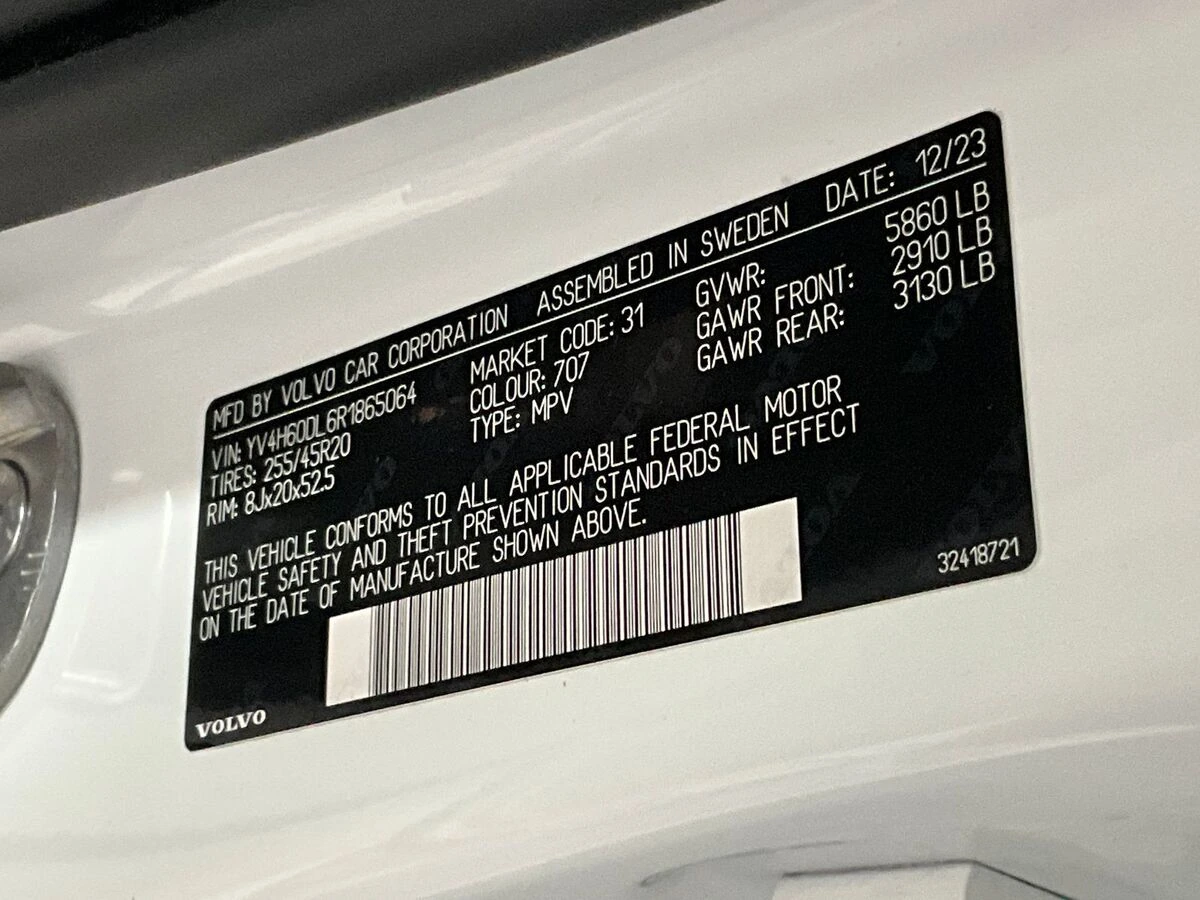 MFD BY VOLVO CAR CORPORATION ASSEMBLED IN SWEDEN DATE: 12/23
VIN: YV4H60DL6R1865064 MARKET CODE: 31 GVWR: 5860 LB
TIRES: 255/45R20 COLOUR: 707 GAWR FRONT: 2910 LB
RIM: 8Jx20x52.5 TYPE: MPV GAWR REAR: 3130 LB
THIS VEHICLE CONFORMS TO ALL APPLICABLE FEDERAL MOTOR
VEHICLE SAFETY AND THEFT PREVENTION STANDARDS IN EFFECT
ON THE DATE OF MANUFACTURE SHOWN ABOVE.
32418721
VOLVO